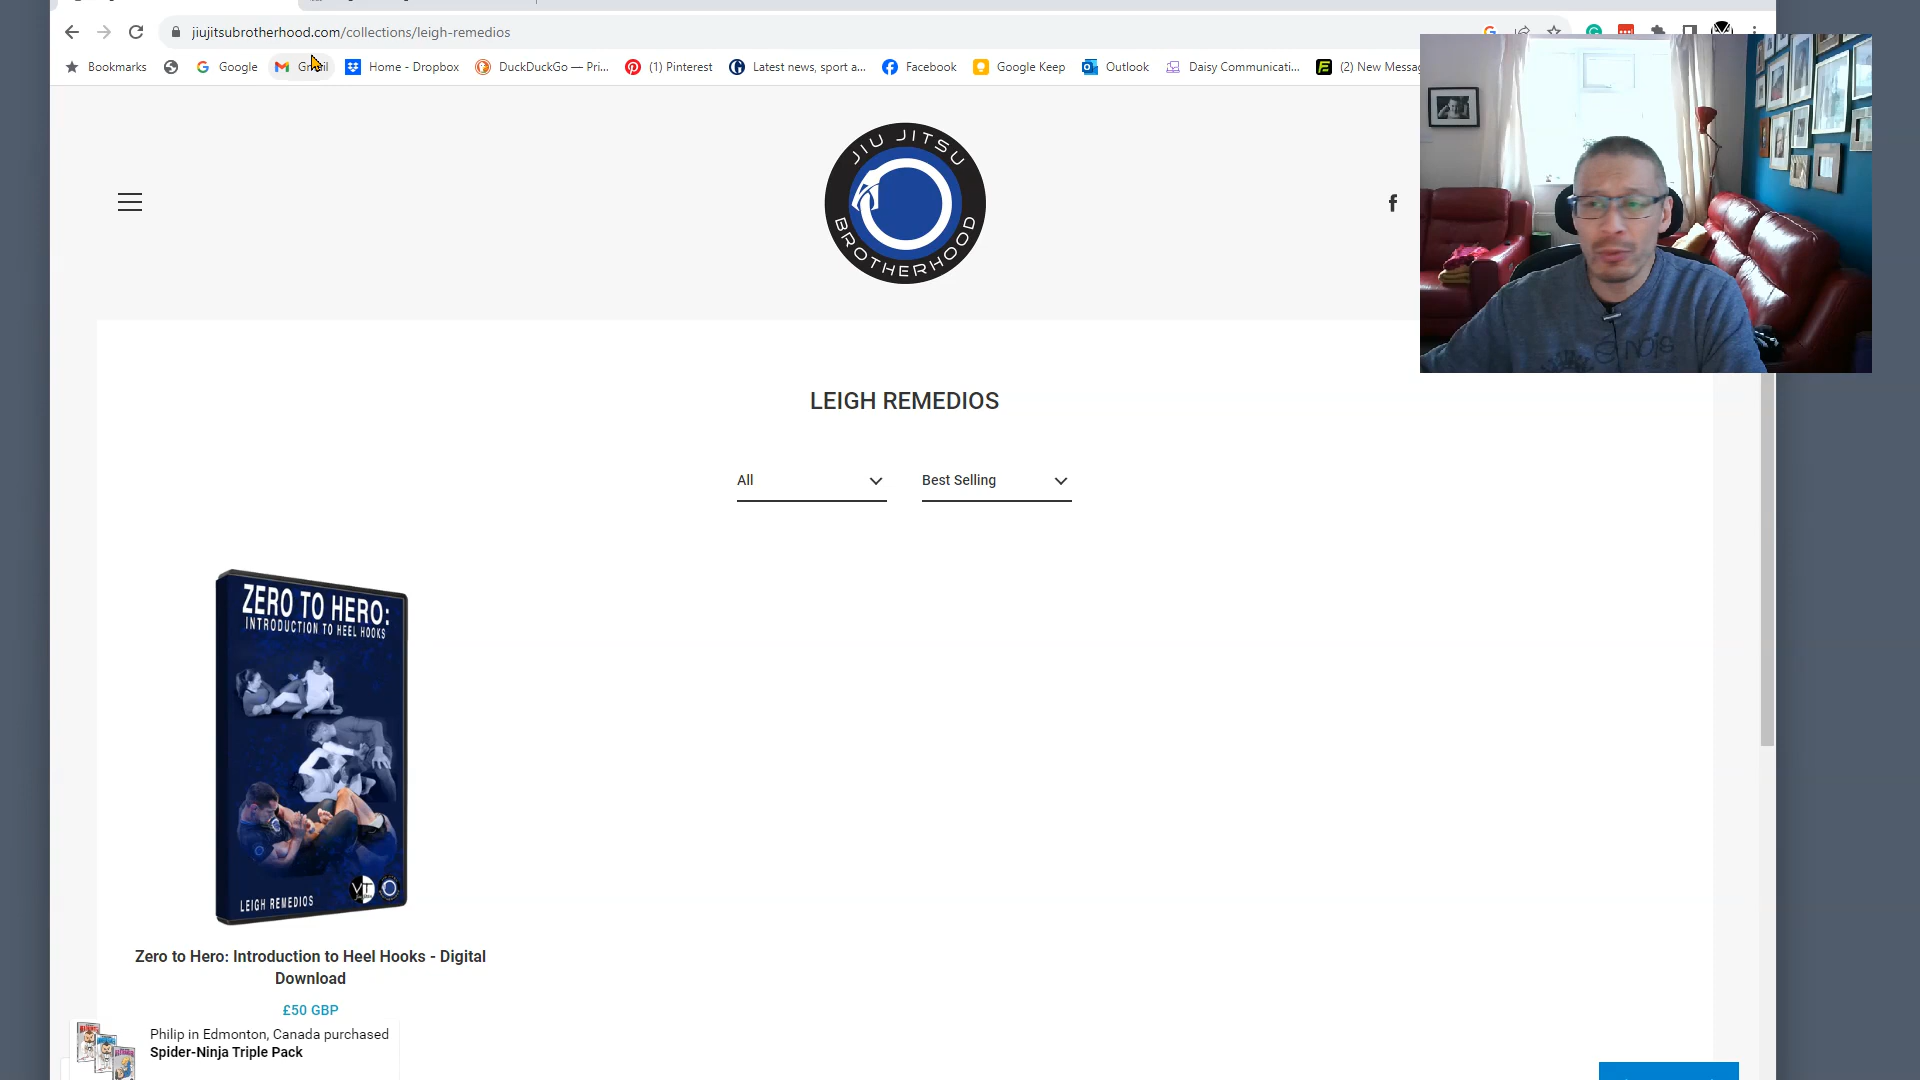 jiujitsubrotherhood.com/collections/leigh-remedios
Bookmarks Google Gmail Home - Dropbox DuckDuckGo — Pri... (1) Pinterest Latest news, sport a... Facebook Google Keep Outlook Daisy Communicati... (2) New Messag
JIU JITSU
BROTHERHOOD
LEIGH REMEDIOS
All Best Selling
ZERO TO HERO:
INTRODUCTION TO HEEL HOOKS
VT
LEIGH REMEDIOS
Zero to Hero: Introduction to Heel Hooks - Digital
Download
£50 GBP
Philip in Edmonton, Canada purchased
Spider-Ninja Triple Pack